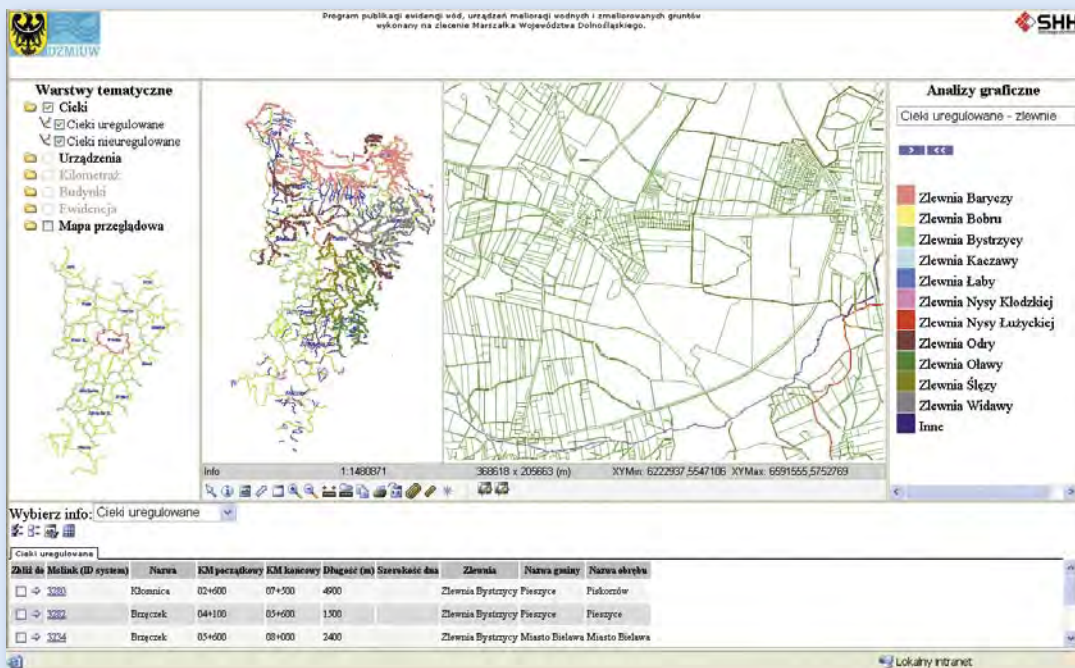 Program publikacji ewidencji wód, urządzeń melioracji wodnych i zmeliorowanych gruntów
wykonany na zlecenie Marszałka Województwa Dolnośląskiego.
DZMIUW
SHH
Warstwy tematyczne
Cieki
Cieki uregulowane
Cieki nieuregulowane
Urządzenia
Kilometraż
Budynki
Ewidencja
Mapa przeglądowa
Analizy graficzne
Cieki uregulowane - zlewnie
> <<
Zlewnia Baryczy
Zlewnia Bobru
Zlewnia Bystrzycy
Zlewnia Kaczawy
Zlewnia Łaby
Zlewnia Nysy Kłodzkiej
Zlewnia Nysy Łużyckiej
Zlewnia Odry
Zlewnia Oławy
Zlewnia Ślęzy
Zlewnia Widawy
Inne
Info 1:1480871 368618 x 205663 (m) XYMin: 6222937,5547106 XYMax: 6591555,5752769
Wybierz info: Cieki uregulowane
Cieki uregulowane
Zbliż do Mslink (ID system) Nazwa KM początkowy KM końcowy Długość (m) Szerokość dna Zlewnia Nazwa gminy Nazwa obrębu
3280 Kłomnica 02+600 07+500 4900 Zlewnia Bystrzycy Pieszyce Piskorzów
3282 Brzęczek 04+100 05+600 1500 Zlewnia Bystrzycy Pieszyce Pieszyce
3234 Brzęczek 05+600 08+000 2400 Zlewnia Bystrzycy Miasto Bielawa Miasto Bielawa
Lokalny intranet